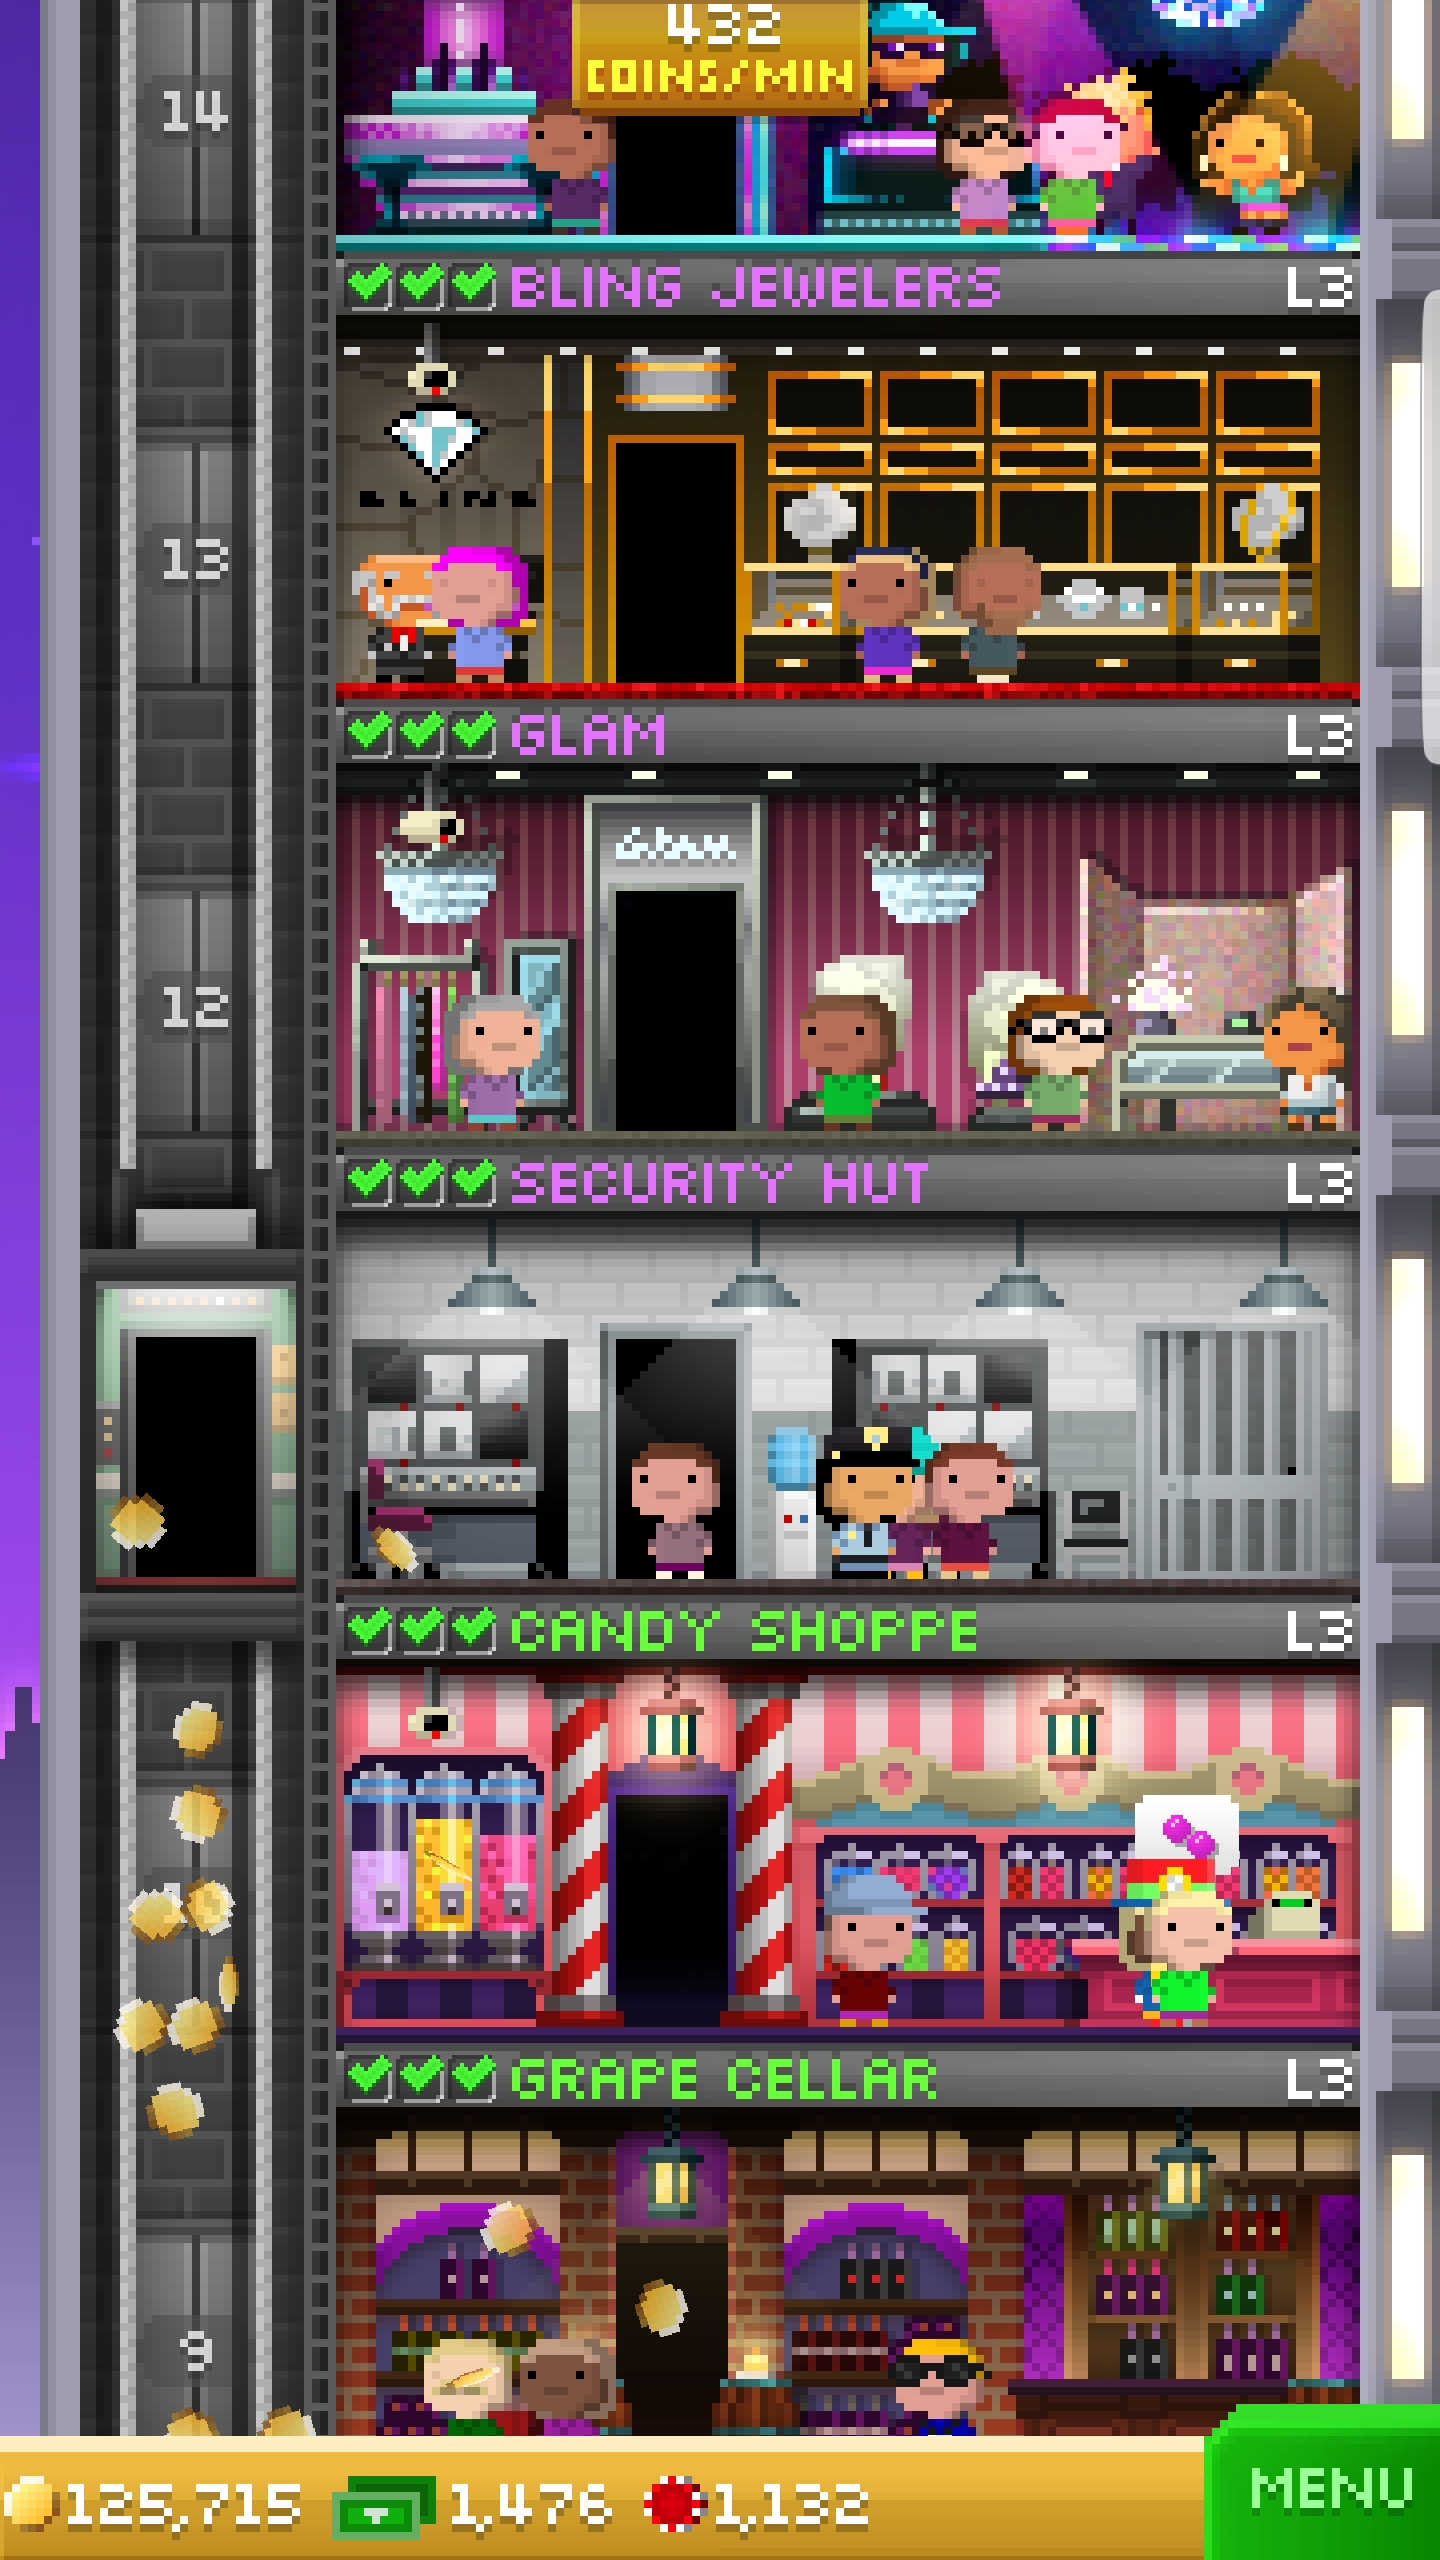 432
COINS/MIN
14
BLING JEWELERS L3
13
GLAM L3
Glam
12
SECURITY HUT L3
CANDY SHOPPE L3
GRAPE CELLAR L3
9
125,715 1,476 1,132 MENU